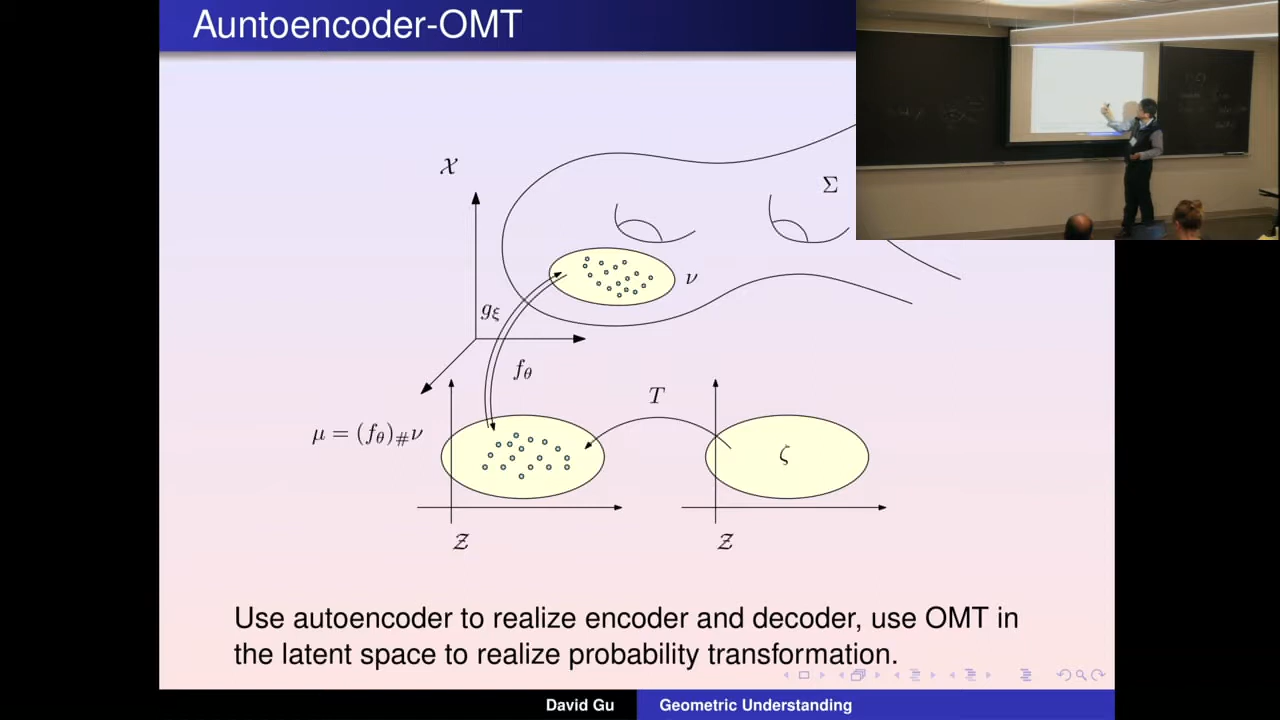 Auntoencoder-OMT
𝒳
Σ
ν
g_ξ
f_θ
T
μ = (f_θ)_#ν
ζ
𝒵
𝒵
Use autoencoder to realize encoder and decoder, use OMT in
the latent space to realize probability transformation.
David Gu
Geometric Understanding